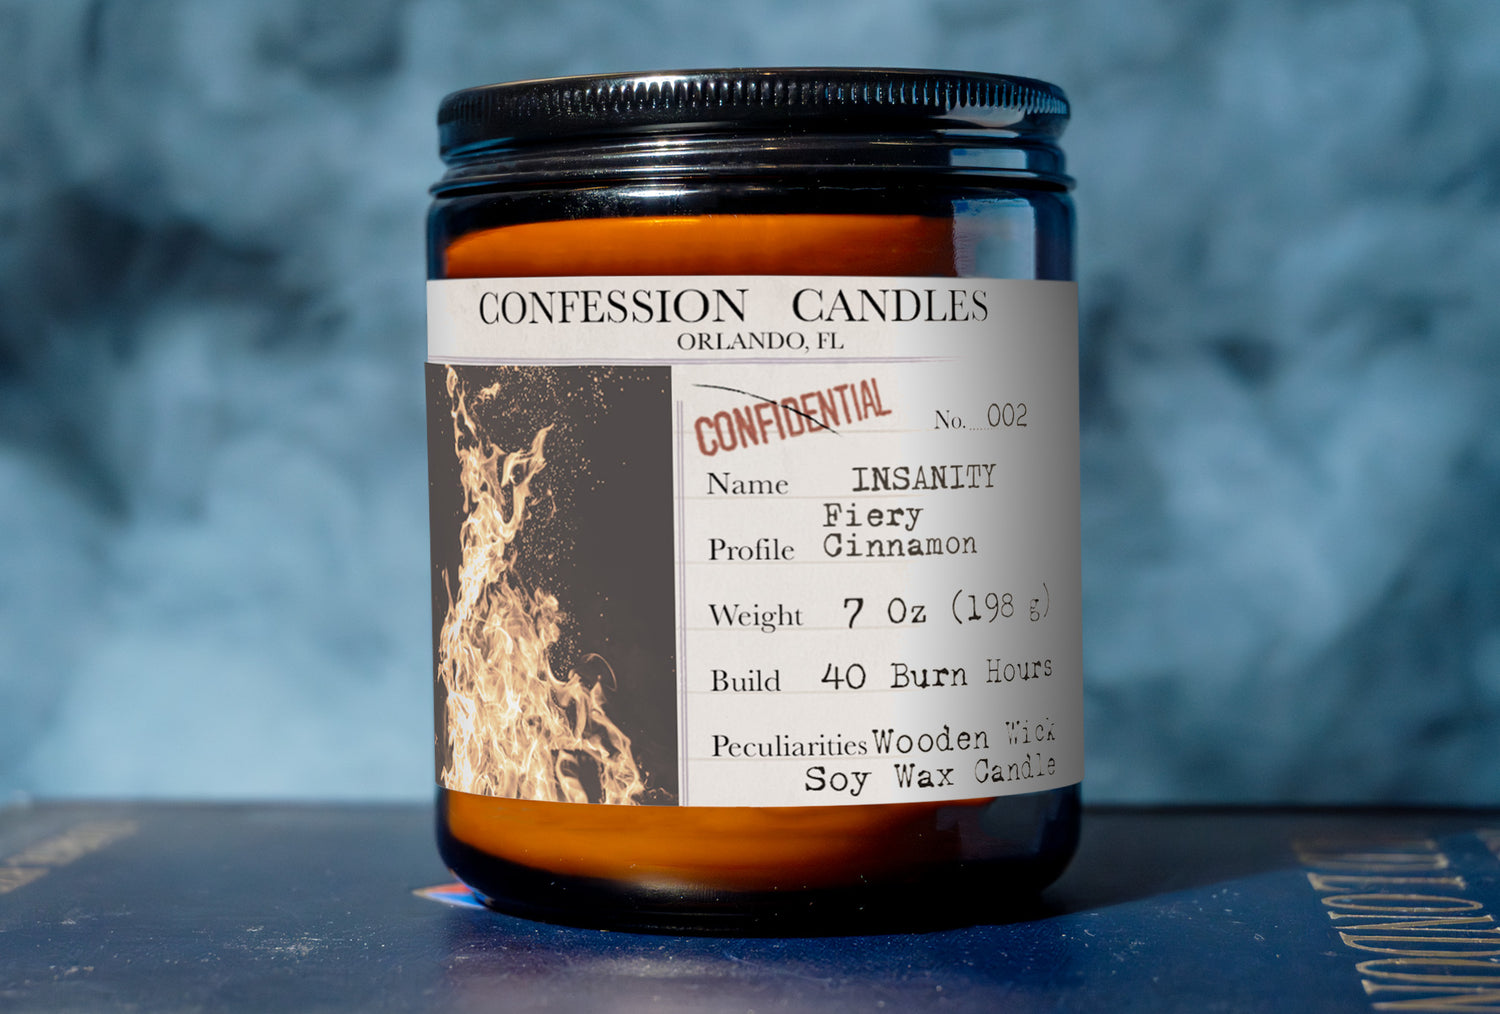 CONFESSION CANDLES
ORLANDO, FL
CONFIDENTIAL
No. 002
Name INSANITY
Profile Fiery
Cinnamon
Weight 7 Oz (198 g)
Build 40 Burn Hours
Peculiarities Wooden Wick
Soy Wax Candle